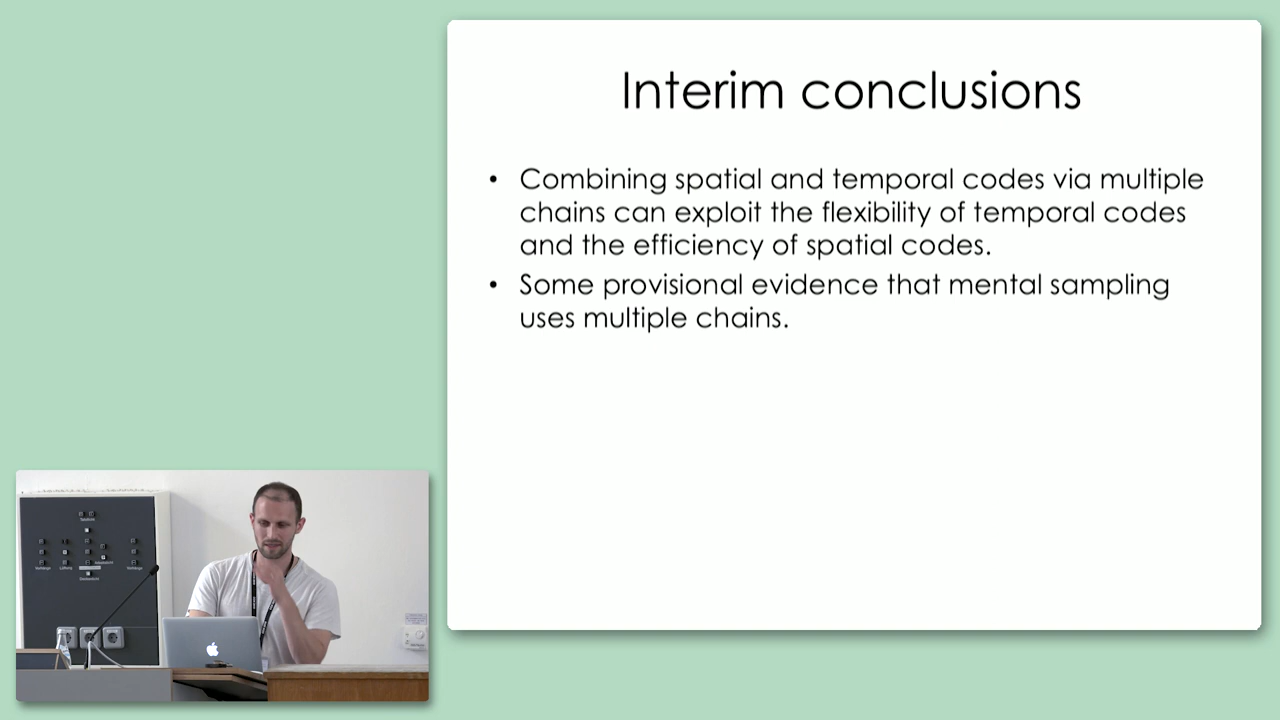 Interim conclusions
• Combining spatial and temporal codes via multiple
chains can exploit the flexibility of temporal codes
and the efficiency of spatial codes.
• Some provisional evidence that mental sampling
uses multiple chains.